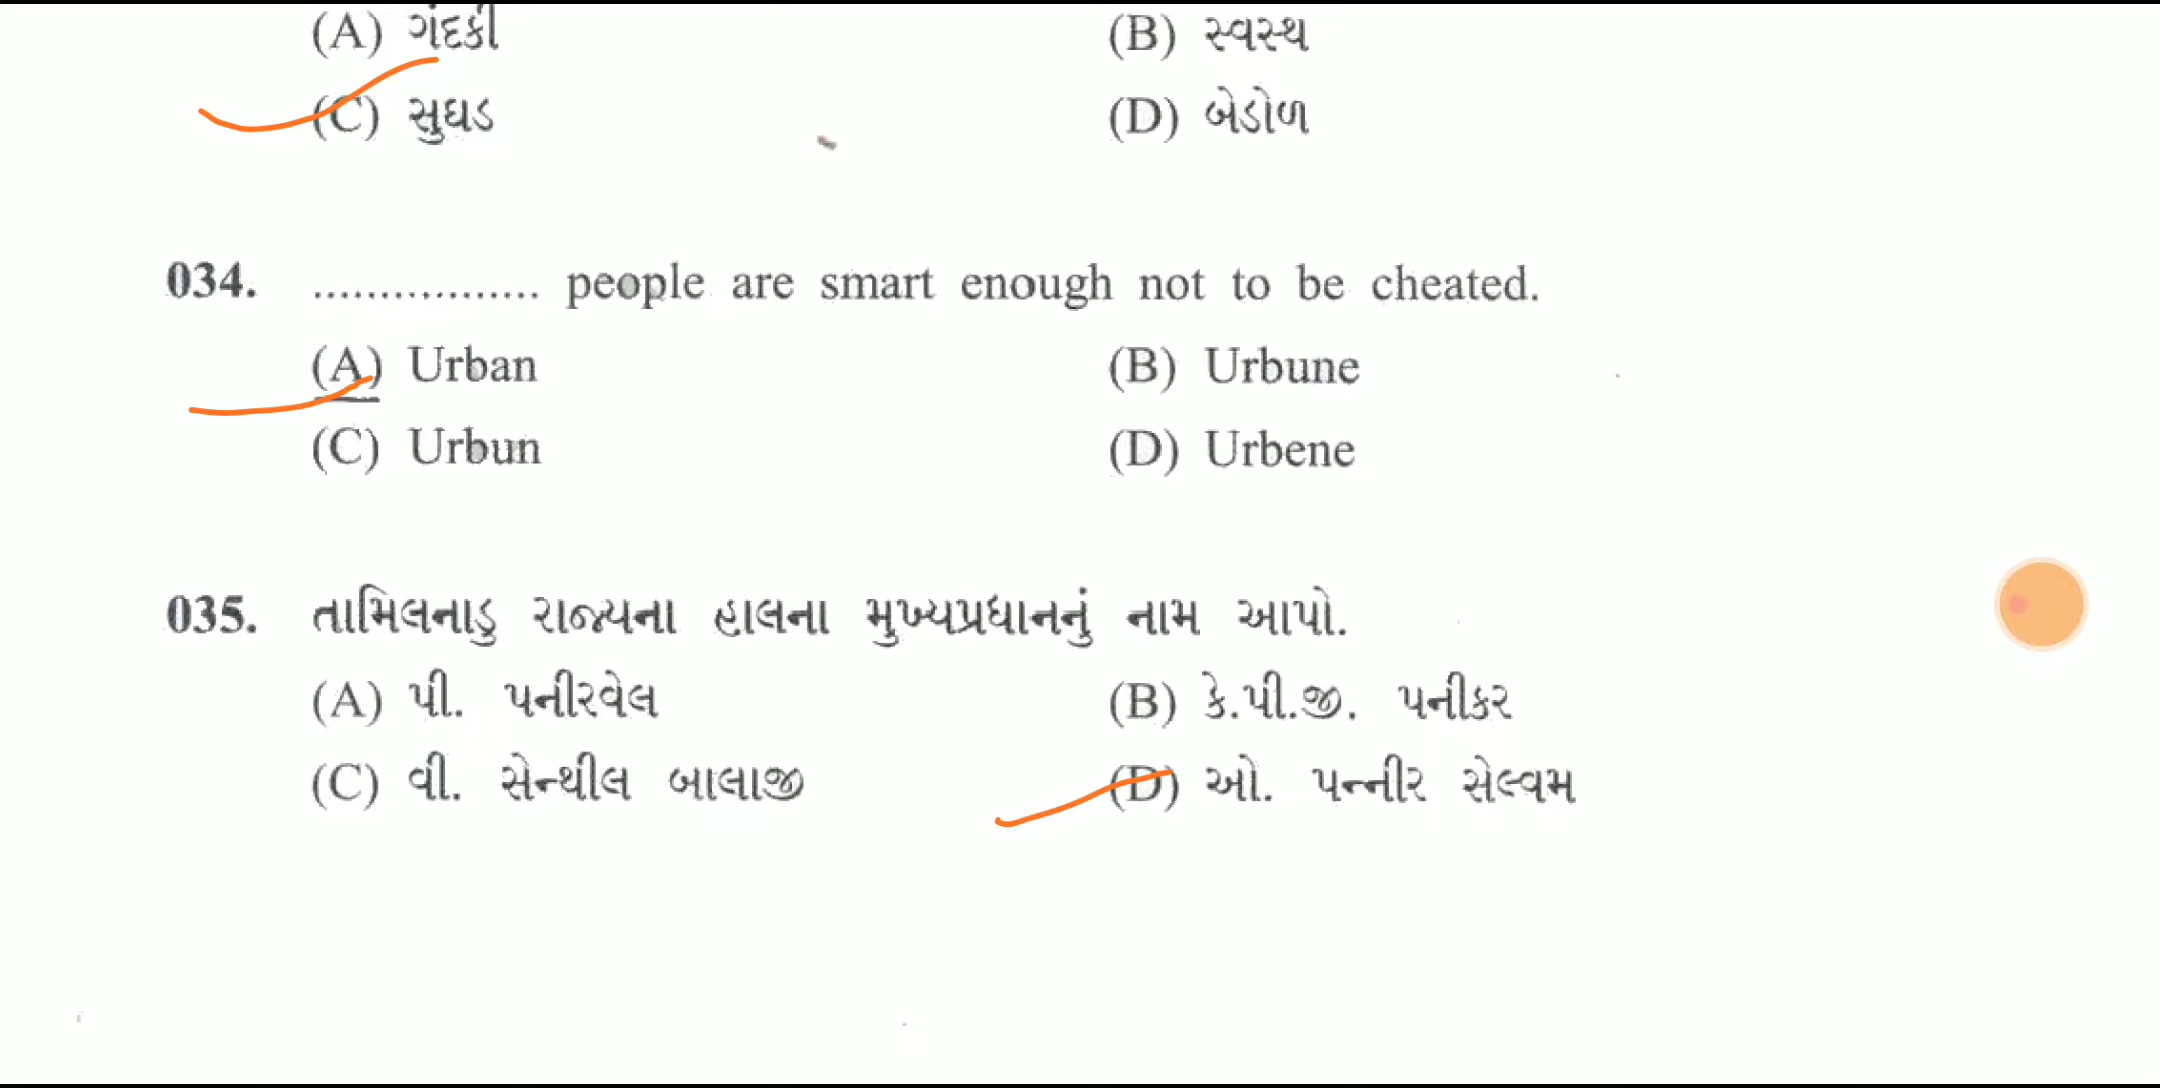 (A) ગંદકી (B) સ્વસ્થ
(C) સુઘડ (D) બેડોળ
034. ................. people are smart enough not to be cheated.
(A) Urban (B) Urbune
(C) Urbun (D) Urbene
035. તામિલનાડુ રાજ્યના હાલના મુખ્યપ્રધાનનું નામ આપો.
(A) પી. પનીરવેલ (B) કે.પી.જી. પનીકર
(C) વી. સેન્થીલ બાલાજી (D) ઓ. પન્નીર સેલ્વમ